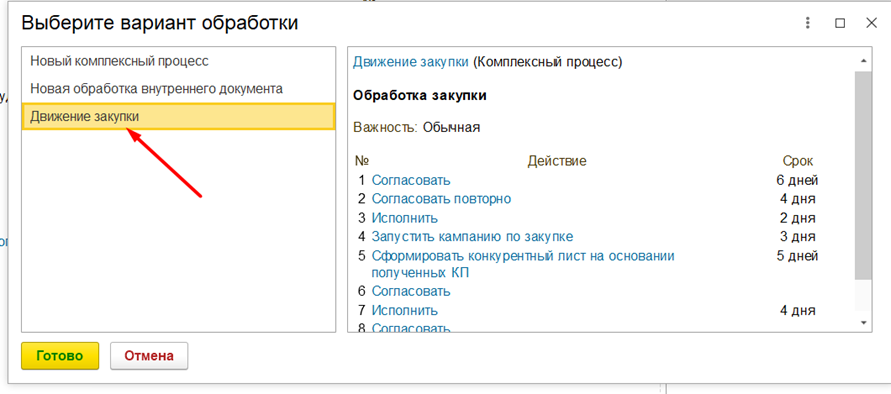 Выберите вариант обработки
Новый комплексный процесс
Новая обработка внутреннего документа
Движение закупки
Движение закупки (Комплексный процесс)
Обработка закупки
Важность: Обычная
№ Действие Срок
1 Согласовать 6 дней
2 Согласовать повторно 4 дня
3 Исполнить 2 дня
4 Запустить кампанию по закупке 3 дня
5 Сформировать конкурентный лист на основании 5 дней
полученных КП
6 Согласовать
7 Исполнить 4 дня
8 Согласовать
Готово Отмена